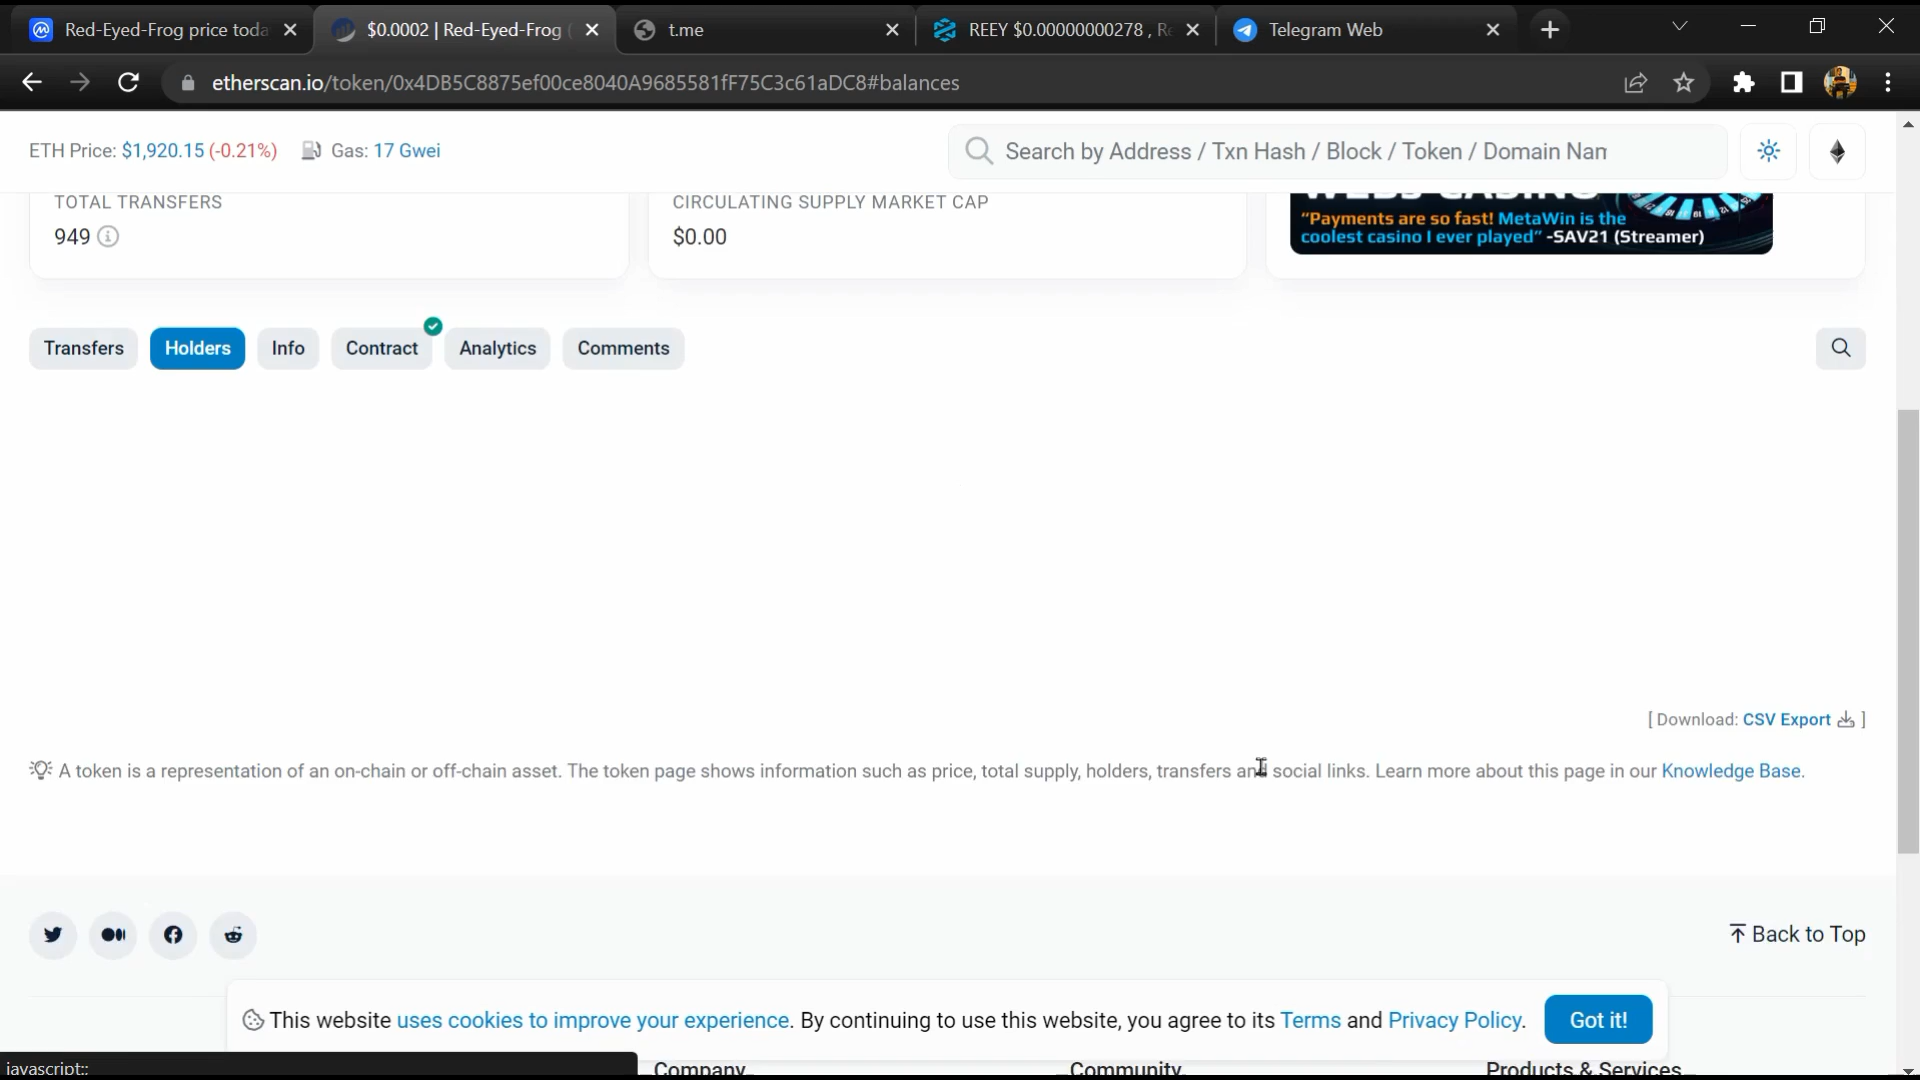 Red-Eyed-Frog price toda
$0.0002 | Red-Eyed-Frog (
t.me
REEY $0.00000000278 , Re
Telegram Web
etherscan.io/token/0x4DB5C8875ef00ce8040A9685581fF75C3c61aDC8#balances
ETH Price: $1,920.15 (-0.21%)
Gas: 17 Gwei
Search by Address / Txn Hash / Block / Token / Domain Nam
TOTAL TRANSFERS
949
CIRCULATING SUPPLY MARKET CAP
$0.00
WEB3 CASINO
“Payments are so fast! MetaWin is the
coolest casino I ever played” -SAV21 (Streamer)
Transfers
Holders
Info
Contract
Analytics
Comments
[ Download: CSV Export ]
A token is a representation of an on-chain or off-chain asset. The token page shows information such as price, total supply, holders, transfers and social links. Learn more about this page in our Knowledge Base.
Back to Top
This website uses cookies to improve your experience. By continuing to use this website, you agree to its Terms and Privacy Policy.
Got it!
javascript:;
Company
Community
Products & Services